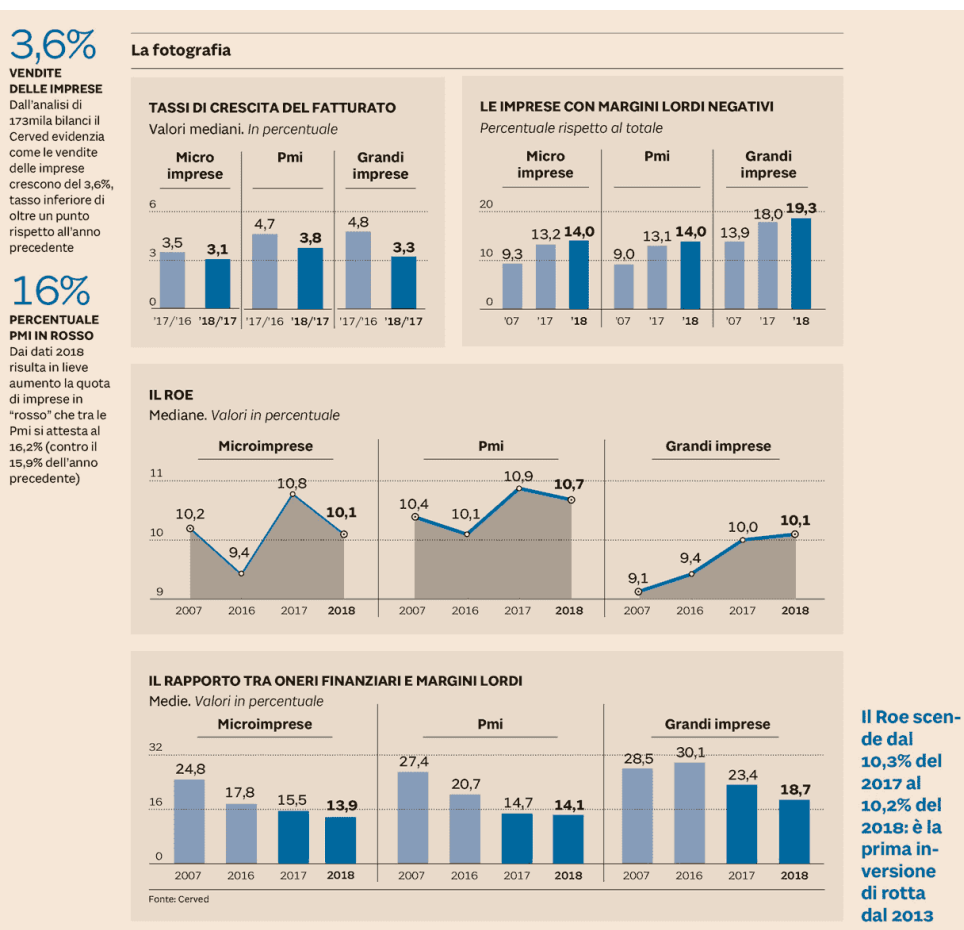 3,6%
VENDITE
DELLE IMPRESE
Dall'analisi di
173mila bilanci il
Cerved evidenzia
come le vendite
delle imprese
crescono del 3,6%,
tasso inferiore di
oltre un punto
rispetto all'anno
precedente
16%
PERCENTUALE
PMI IN ROSSO
Dai dati 2018
risulta in lieve
aumento la quota
di imprese in
"rosso" che tra le
Pmi si attesta al
16,2% (contro il
15,9% dell'anno
precedente)
La fotografia
TASSI DI CRESCITA DEL FATTURATO
Valori mediani. In percentuale
Micro imprese
Pmi
Grandi imprese
6
3
0
3,5 3,1 4,7 3,8 4,8 3,3
'17/'16 '18/'17 '17/'16 '18/'17 '17/'16 '18/'17
LE IMPRESE CON MARGINI LORDI NEGATIVI
Percentuale rispetto al totale
Micro imprese
Pmi
Grandi imprese
20
10
0
9,3 13,2 14,0 9,0 13,1 14,0 13,9 18,0 19,3
'07 '17 '18 '07 '17 '18 '07 '17 '18
IL ROE
Mediane. Valori in percentuale
Microimprese Pmi Grandi imprese
11
10
9
10,2 9,4 10,8 10,1 10,4 10,1 10,9 10,7 9,1 9,4 10,0 10,1
2007 2016 2017 2018 2007 2016 2017 2018 2007 2016 2017 2018
IL RAPPORTO TRA ONERI FINANZIARI E MARGINI LORDI
Medie. Valori in percentuale
Microimprese Pmi Grandi imprese
32
16
0
24,8 17,8 15,5 13,9 27,4 20,7 14,7 14,1 28,5 30,1 23,4 18,7
2007 2016 2017 2018 2007 2016 2017 2018 2007 2016 2017 2018
Fonte: Cerved
Il Roe scen-
de dal
10,3% del
2017 al
10,2% del
2018: è la
prima in-
versione
di rotta
dal 2013